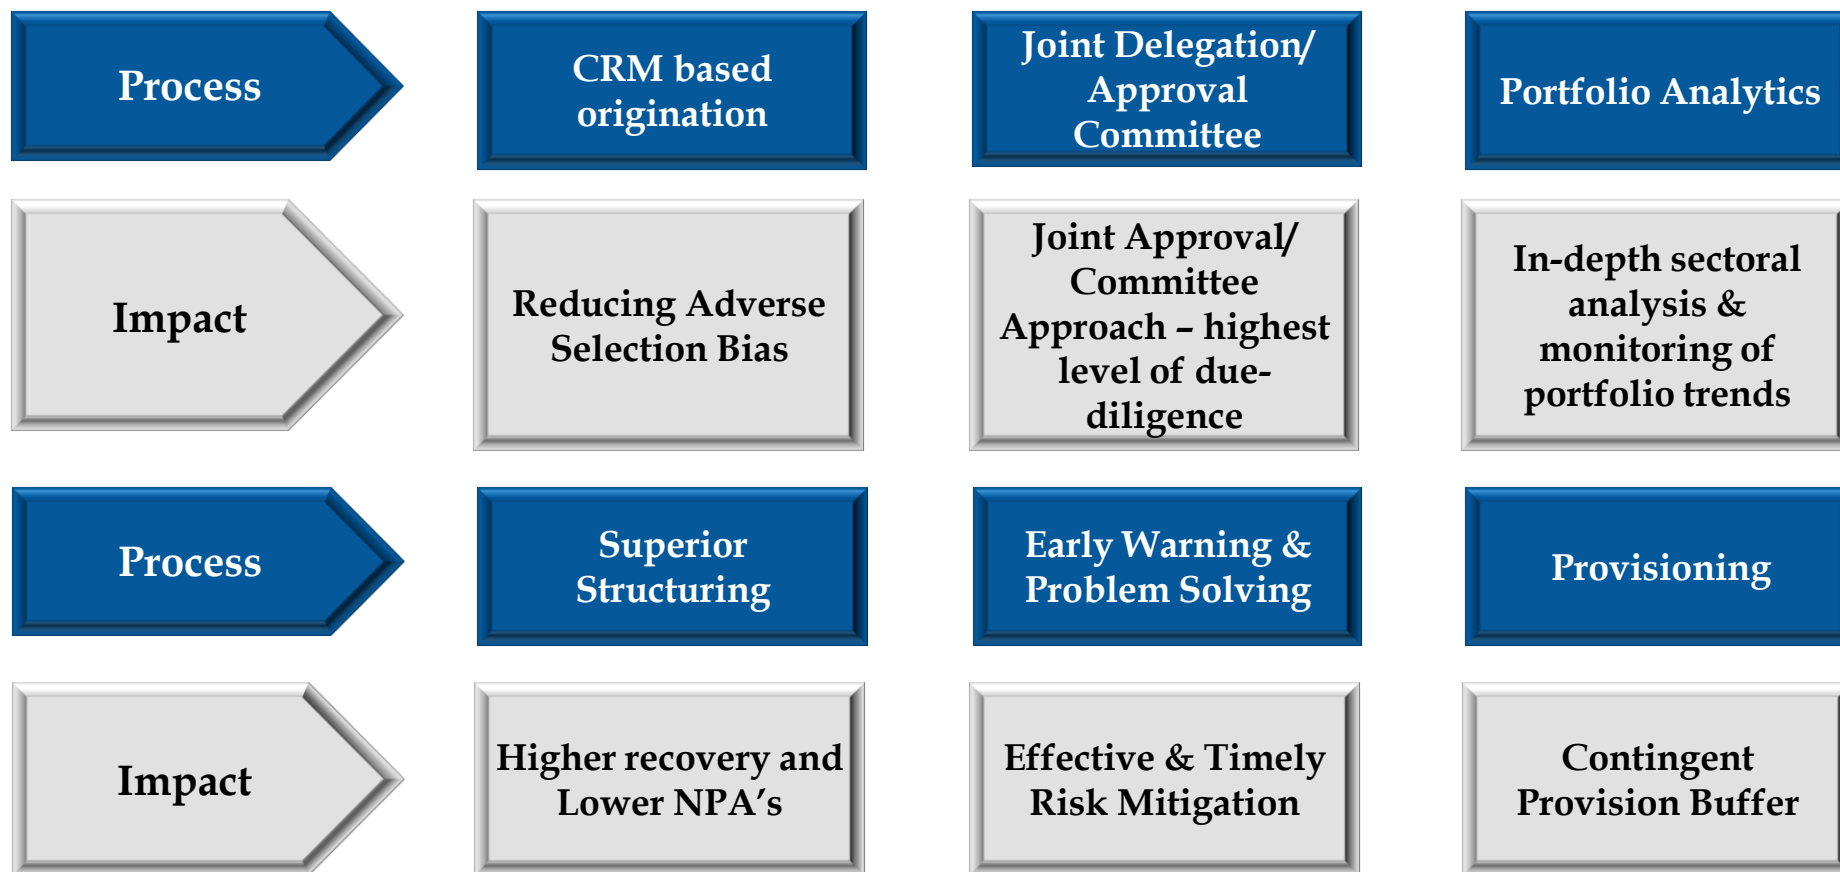 Process
CRM based
origination
Joint Delegation/
Approval
Committee
Portfolio Analytics
Impact
Reducing Adverse
Selection Bias
Joint Approval/
Committee
Approach – highest
level of due-
diligence
In-depth sectoral
analysis &
monitoring of
portfolio trends
Process
Superior
Structuring
Early Warning &
Problem Solving
Provisioning
Impact
Higher recovery and
Lower NPA’s
Effective & Timely
Risk Mitigation
Contingent
Provision Buffer